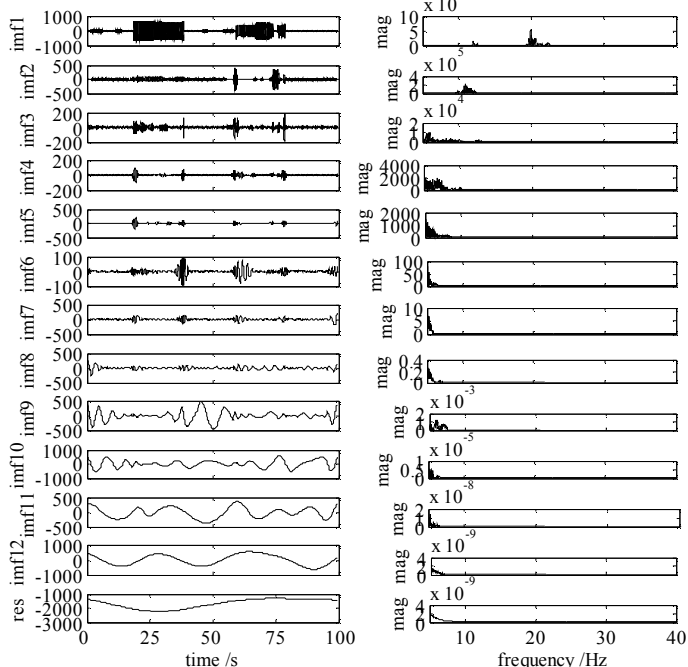 imf1
1000
0
-1000
imf2
500
0
-500
imf3
200
0
-200
imf4
200
0
-200
imf5
500
0
-500
imf6
100
0
-100
imf7
500
0
-500
imf8
500
0
-500
imf9
500
0
-500
imf10
1000
0
-1000
imf11
500
0
-500
imf12
1000
0
-1000
res
-1000
-2000
-3000
0 25 50 75 100
time /s
x 10
mag
10
5
0
5
x 10
mag
4
2
0
4
x 10
mag
2
1
0
mag
4000
2000
0
mag
2000
1000
0
mag
100
50
0
mag
10
5
0
mag
0.4
0.2
0
-3
x 10
mag
2
1
0
-5
x 10
mag
1
0.5
0
-8
x 10
mag
2
1
0
-9
x 10
mag
4
2
0
-9
x 10
mag
4
2
0
10 20 30 40
frequency /Hz